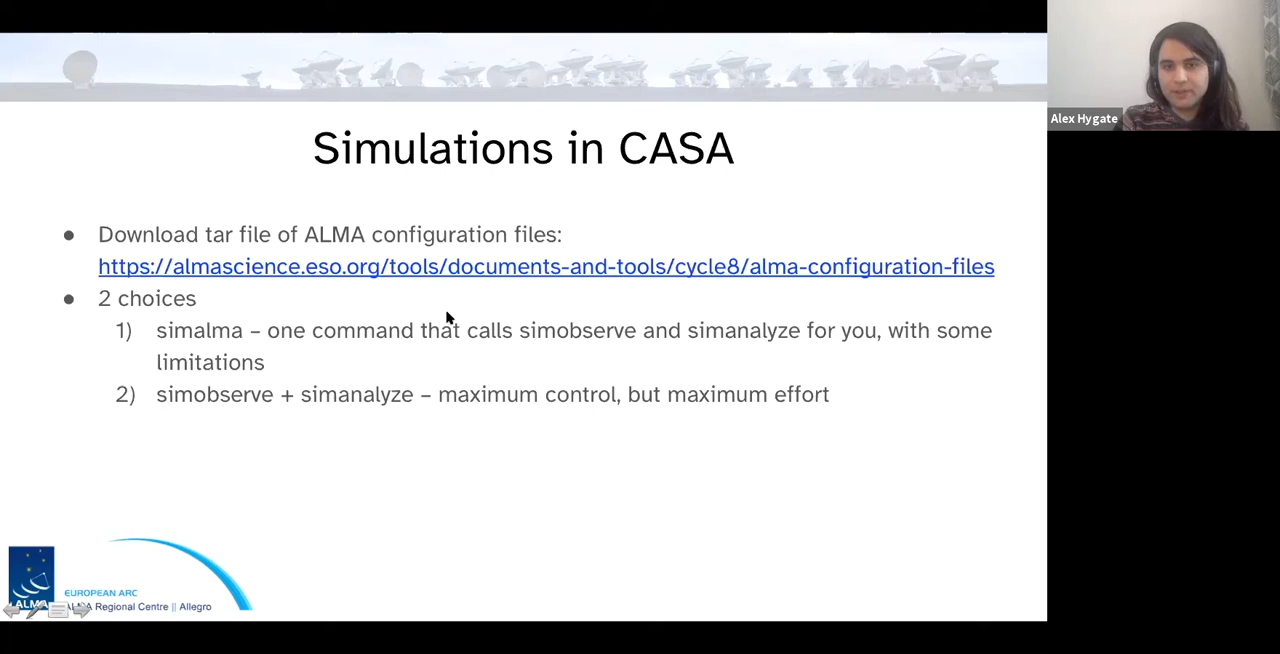 Simulations in CASA
● Download tar file of ALMA configuration files:
https://almascience.eso.org/tools/documents-and-tools/cycle8/alma-configuration-files
● 2 choices
1) simalma – one command that calls simobserve and simanalyze for you, with some
limitations
2) simobserve + simanalyze – maximum control, but maximum effort
Alex Hygate
EUROPEAN ARC
ALMA Regional Centre || Allegro
ALMA